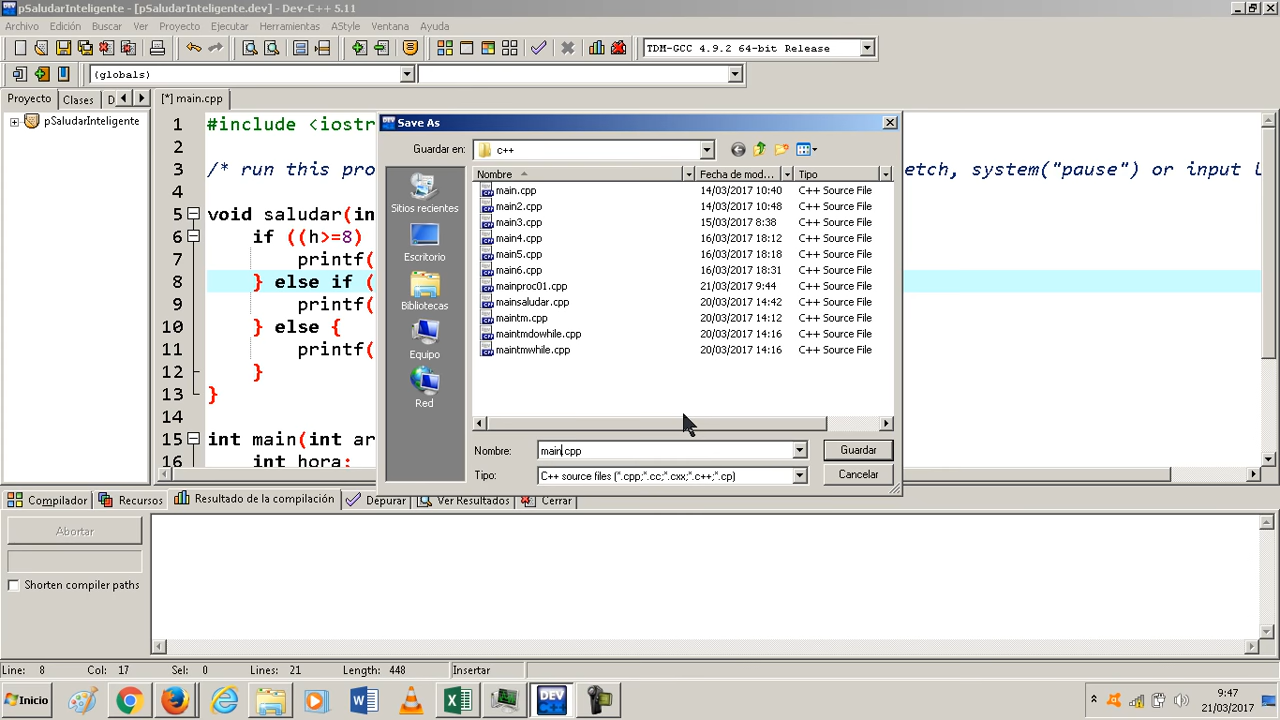 pSaludarInteligente - [pSaludarInteligente.dev] - Dev-C++ 5.11
Archivo Edición Buscar Ver Proyecto Ejecutar Herramientas AStyle Ventana Ayuda
TDM-GCC 4.9.2 64-bit Release
(globals)
Proyecto Clases D [*] main.cpp
pSaludarInteligente
1 #include <iostr
2
3 /* run this pro etch, system("pause") or input l
4
5 void saludar(in
6 if ((h>=8)
7 printf(
8 } else if (
9 printf(
10 } else {
11 printf(
12 }
13 }
14
15 int main(int ar
16 int hora;
Save As
Guardar en: c++
Sitios recientes
Escritorio
Bibliotecas
Equipo
Red
Nombre Fecha de mod... Tipo
main.cpp 14/03/2017 10:40 C++ Source File
main2.cpp 14/03/2017 10:48 C++ Source File
main3.cpp 15/03/2017 8:38 C++ Source File
main4.cpp 16/03/2017 18:12 C++ Source File
main5.cpp 16/03/2017 18:18 C++ Source File
main6.cpp 16/03/2017 18:31 C++ Source File
mainproc01.cpp 21/03/2017 9:44 C++ Source File
mainsaludar.cpp 20/03/2017 14:42 C++ Source File
maintm.cpp 20/03/2017 14:12 C++ Source File
maintmdowhile.cpp 20/03/2017 14:16 C++ Source File
maintmwhile.cpp 20/03/2017 14:16 C++ Source File
Nombre: main.cpp Guardar
Tipo: C++ source files (*.cpp;*.cc;*.cxx;*.c++;*.cp) Cancelar
Compilador Recursos Resultado de la compilación Depurar Ver Resultados Cerrar
Abortar
Shorten compiler paths
Line: 8 Col: 17 Sel: 0 Lines: 21 Length: 448 Insertar
Inicio
9:47
21/03/2017